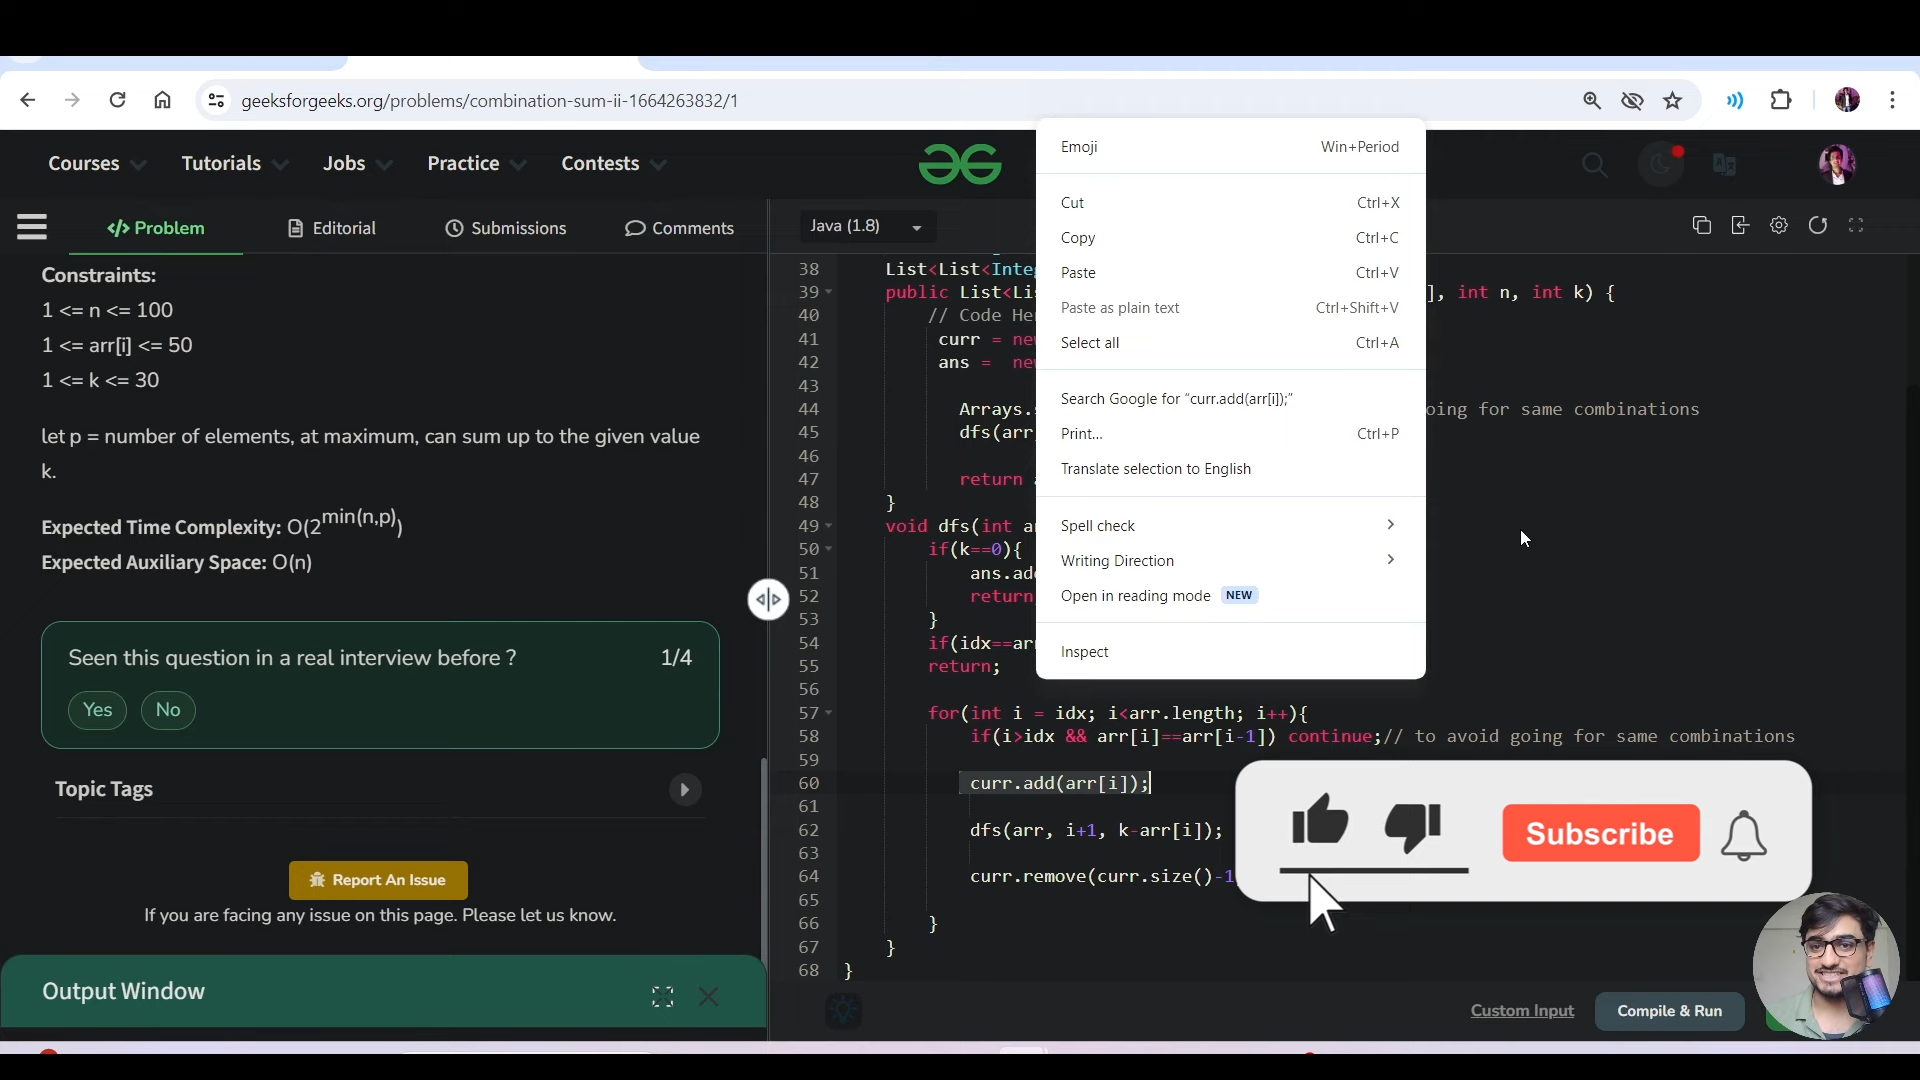 geeksforgeeks.org/problems/combination-sum-ii-1664263832/1
Courses
Tutorials
Jobs
Practice
Contests
Problem
Editorial
Submissions
Comments
Constraints:
1 <= n <= 100
1 <= arr[i] <= 50
1 <= k <= 30
let p = number of elements, at maximum, can sum up to the given value
k.
Expected Time Complexity: O(2^min(n,p))
Expected Auxiliary Space: O(n)
Seen this question in a real interview before ? 1/4
Yes No
Topic Tags
Report An Issue
If you are facing any issue on this page. Please let us know.
Output Window
Java (1.8)
38 List<List<Inte
39 public List<Li ], int n, int k) {
40 // Code He
41 curr = ne
42 ans = ne
43
44 Arrays. oing for same combinations
45 dfs(arr
46
47 return
48 }
49 void dfs(int a
50 if(k==0){
51 ans.add
52 return
53 }
54 if(idx==ar
55 return;
56
57 for(int i = idx; i<arr.length; i++){
58 if(i>idx && arr[i]==arr[i-1]) continue;// to avoid going for same combinations
59
60 curr.add(arr[i]);
61
62 dfs(arr, i+1, k-arr[i]);
63
64 curr.remove(curr.size()-1
65
66 }
67 }
68 }
Emoji Win+Period
Cut Ctrl+X
Copy Ctrl+C
Paste Ctrl+V
Paste as plain text Ctrl+Shift+V
Select all Ctrl+A
Search Google for “curr.add(arr[i]);”
Print... Ctrl+P
Translate selection to English
Spell check
Writing Direction
Open in reading mode NEW
Inspect
Subscribe
Custom Input
Compile & Run